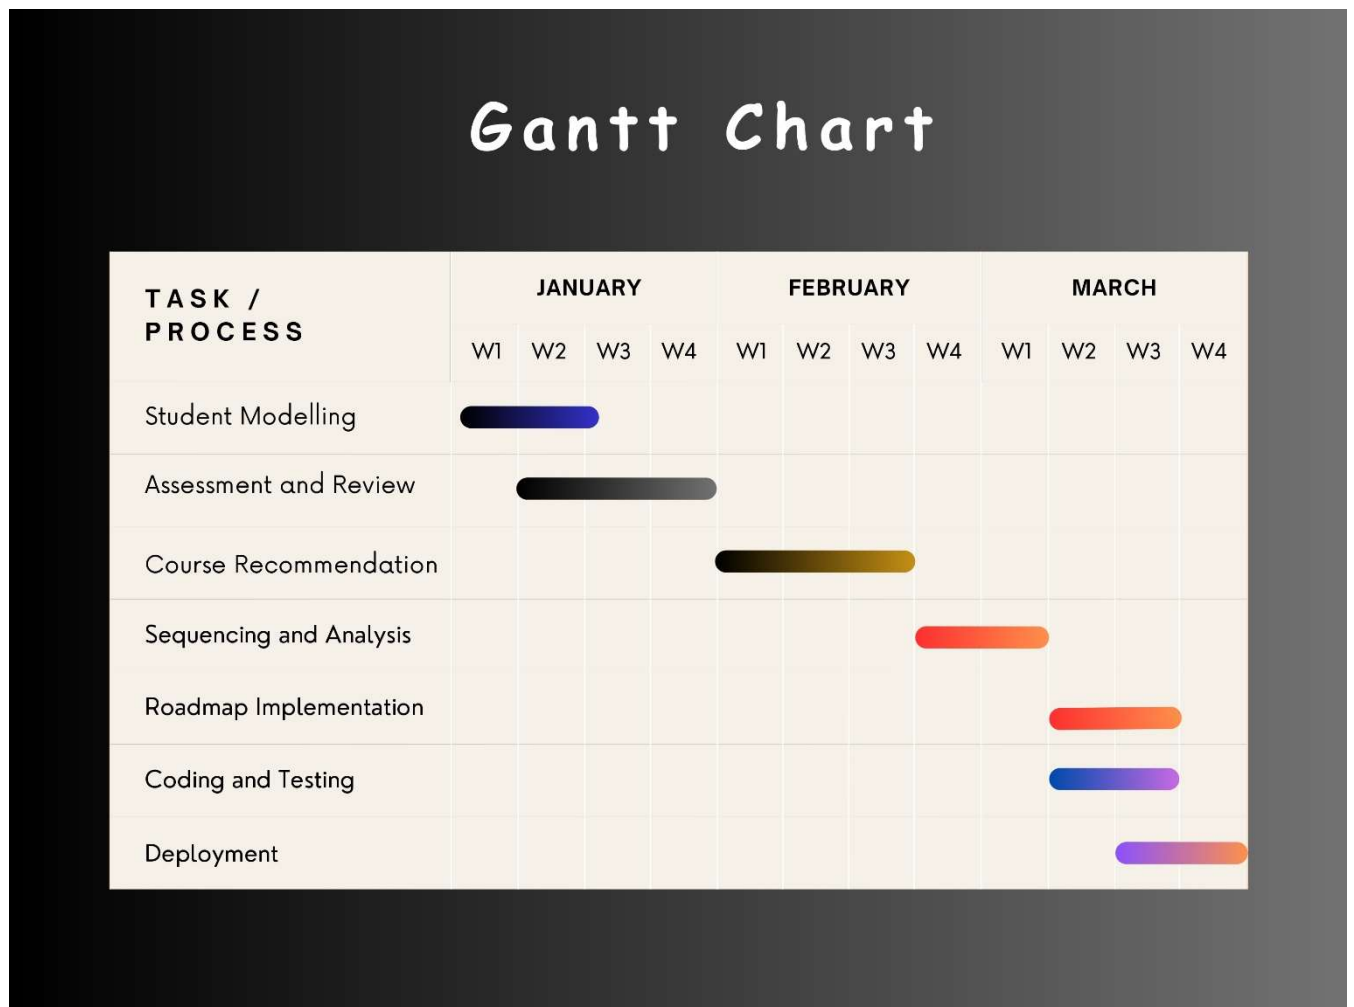 Gantt Chart
TASK /
PROCESS
JANUARY FEBRUARY MARCH
W1 W2 W3 W4 W1 W2 W3 W4 W1 W2 W3 W4
Student Modelling
Assessment and Review
Course Recommendation
Sequencing and Analysis
Roadmap Implementation
Coding and Testing
Deployment